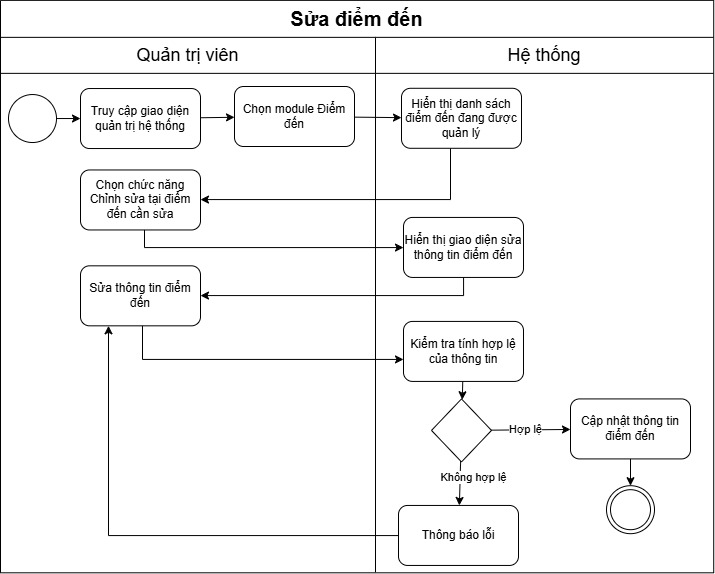 Sửa điểm đến
Quản trị viên
Hệ thống
Truy cập giao diện
quản trị hệ thống
Chọn module Điểm
đến
Hiển thị danh sách
điểm đến đang được
quản lý
Chọn chức năng
Chỉnh sửa tại điểm
đến cần sửa
Hiển thị giao diện sửa
thông tin điểm đến
Sửa thông tin điểm
đến
Kiểm tra tính hợp lệ
của thông tin
Hợp lệ
Cập nhật thông tin
điểm đến
Không hợp lệ
Thông báo lỗi